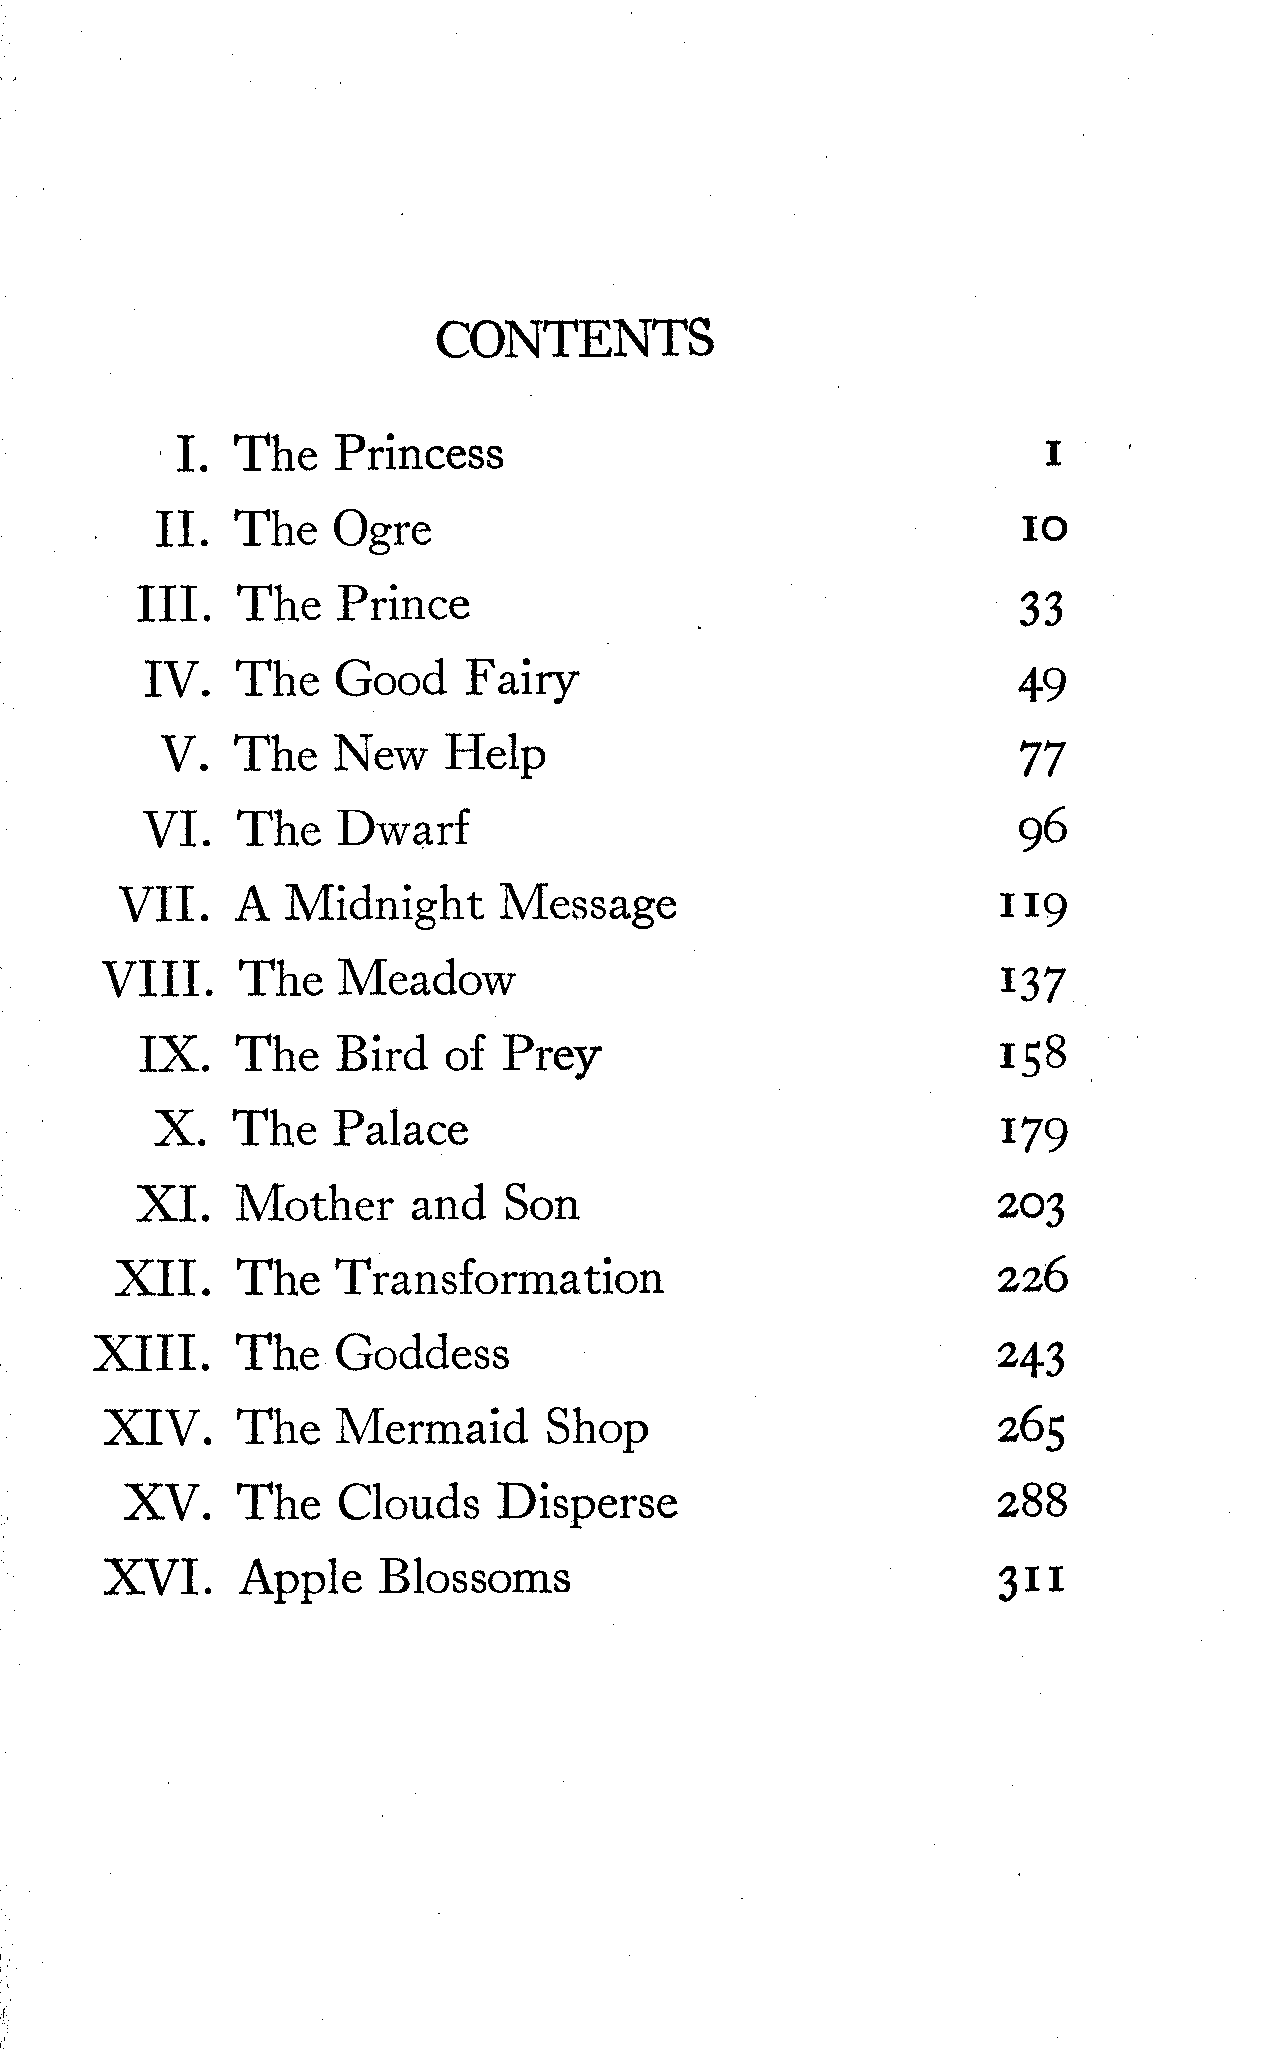 CONTENTS
I. The Princess 1
II. The Ogre 10
III. The Prince 33
IV. The Good Fairy 49
V. The New Help 77
VI. The Dwarf 96
VII. A Midnight Message 119
VIII. The Meadow 137
IX. The Bird of Prey 158
X. The Palace 179
XI. Mother and Son 203
XII. The Transformation 226
XIII. The Goddess 243
XIV. The Mermaid Shop 265
XV. The Clouds Disperse 288
XVI. Apple Blossoms 311